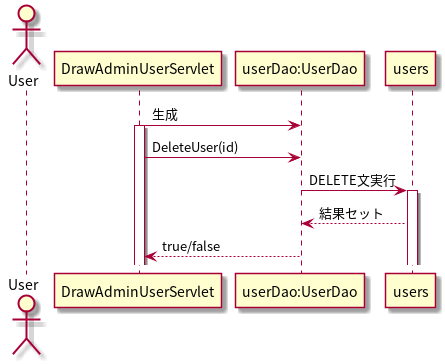 User
DrawAdminUserServlet
userDao:UserDao
users
生成
DeleteUser(id)
DELETE文実行
結果セット
true/false
User
DrawAdminUserServlet
userDao:UserDao
users